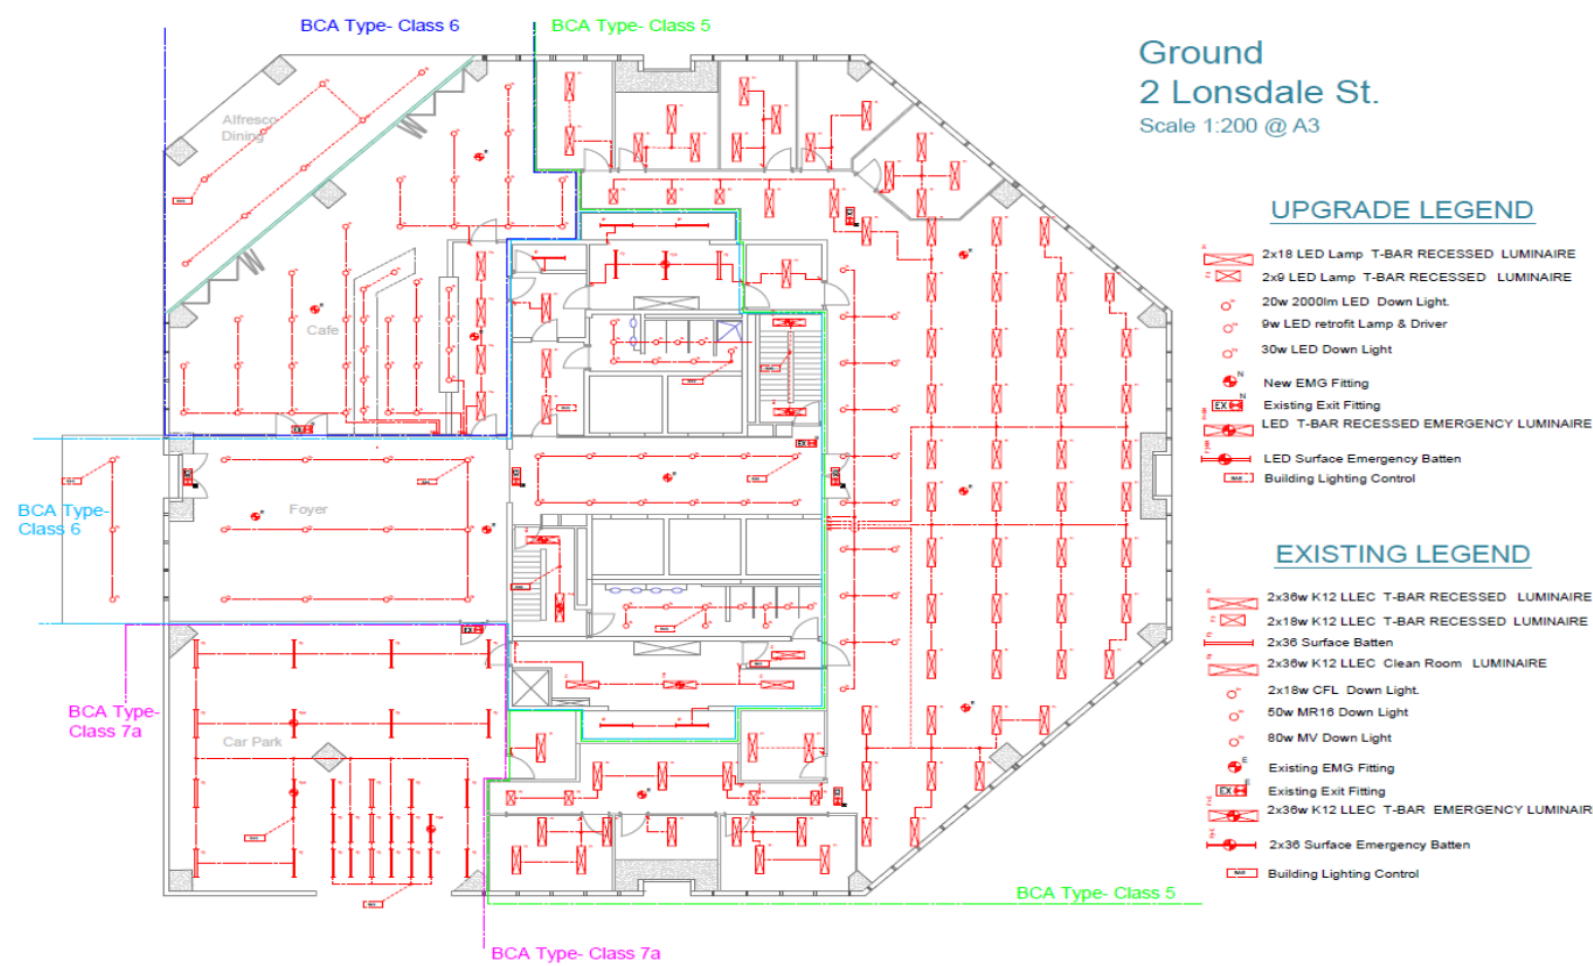 BCA Type- Class 6
BCA Type- Class 5
Ground
2 Lonsdale St.
Scale 1:200 @ A3
Alfresco
Dining
Cafe
UPGRADE LEGEND
2x18 LED Lamp T-BAR RECESSED LUMINAIRE
2x9 LED Lamp T-BAR RECESSED LUMINAIRE
20w 2000lm LED Down Light.
9w LED retrofit Lamp & Driver
30w LED Down Light
N
New EMG Fitting
N
EX
Existing Exit Fitting
LED T-BAR RECESSED EMERGENCY LUMINAIRE
LED Surface Emergency Batten
Building Lighting Control
BCA Type-
Class 6
Foyer
EXISTING LEGEND
2x36w K12 LLEC T-BAR RECESSED LUMINAIRE
2x18w K12 LLEC T-BAR RECESSED LUMINAIRE
2x36 Surface Batten
2x36w K12 LLEC Clean Room LUMINAIRE
2x18w CFL Down Light.
50w MR16 Down Light
80w MV Down Light
E
Existing EMG Fitting
E
EX
Existing Exit Fitting
2x36w K12 LLEC T-BAR EMERGENCY LUMINAIR
2x36 Surface Emergency Batten
Building Lighting Control
BCA Type-
Class 7a
Car Park
BCA Type- Class 5
BCA Type- Class 7a